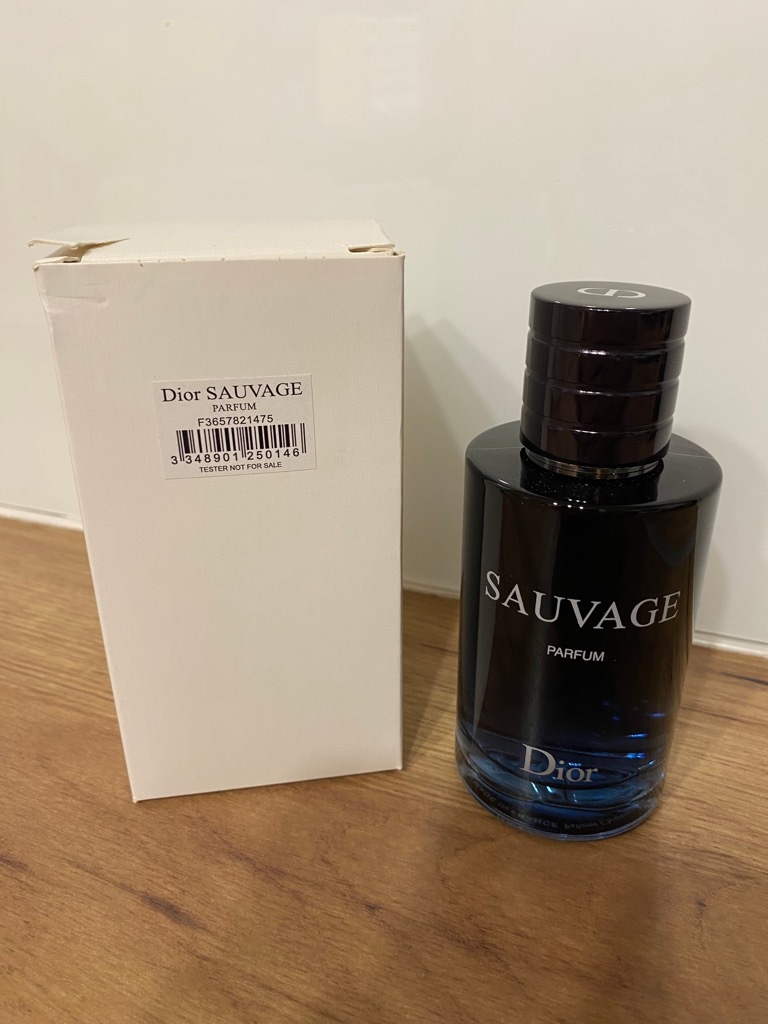 Dior SAUVAGE
PARFUM
F3657821475
3 348901 250146
TESTER NOT FOR SALE
SAUVAGE
PARFUM
Dior